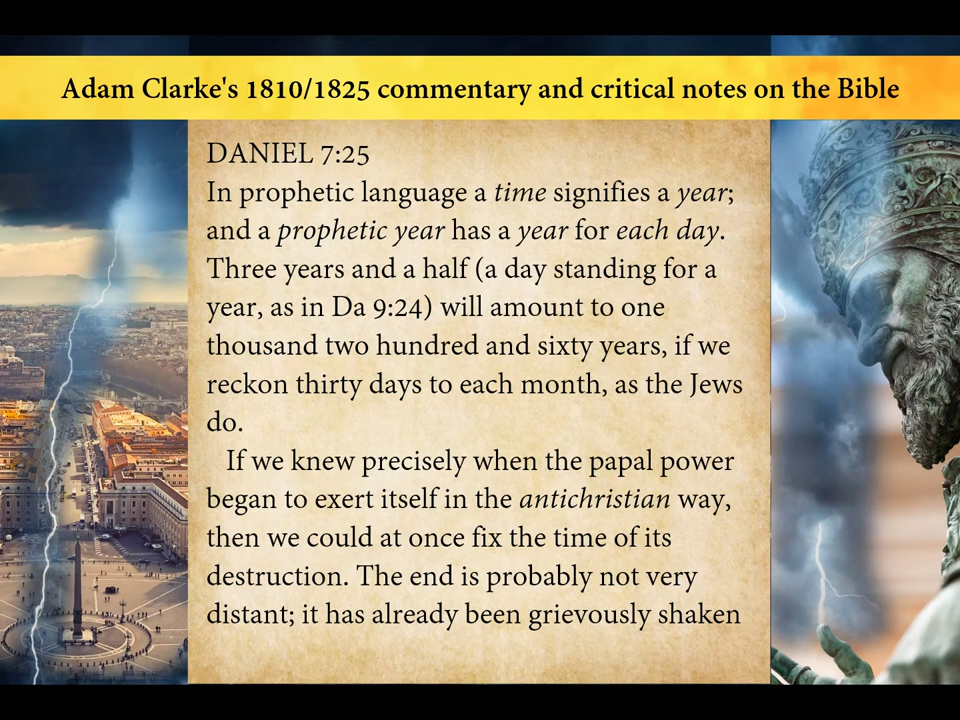 Adam Clarke's 1810/1825 commentary and critical notes on the Bible
DANIEL 7:25
In prophetic language a time signifies a year;
and a prophetic year has a year for each day.
Three years and a half (a day standing for a
year, as in Da 9:24) will amount to one
thousand two hundred and sixty years, if we
reckon thirty days to each month, as the Jews
do.
If we knew precisely when the papal power
began to exert itself in the antichristian way,
then we could at once fix the time of its
destruction. The end is probably not very
distant; it has already been grievously shaken